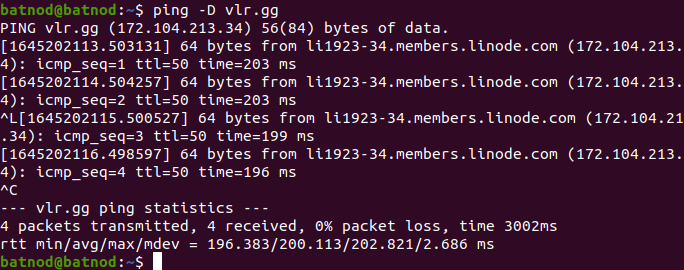 batnod@batnod:~$ ping -D vlr.gg
PING vlr.gg (172.104.213.34) 56(84) bytes of data.
[1645202113.503131] 64 bytes from li1923-34.members.linode.com (172.104.213.
4): icmp_seq=1 ttl=50 time=203 ms
[1645202114.504257] 64 bytes from li1923-34.members.linode.com (172.104.213.
4): icmp_seq=2 ttl=50 time=203 ms
^L[1645202115.500527] 64 bytes from li1923-34.members.linode.com (172.104.21
.34): icmp_seq=3 ttl=50 time=199 ms
[1645202116.498597] 64 bytes from li1923-34.members.linode.com (172.104.213.
4): icmp_seq=4 ttl=50 time=196 ms
^C
--- vlr.gg ping statistics ---
4 packets transmitted, 4 received, 0% packet loss, time 3002ms
rtt min/avg/max/mdev = 196.383/200.113/202.821/2.686 ms
batnod@batnod:~$